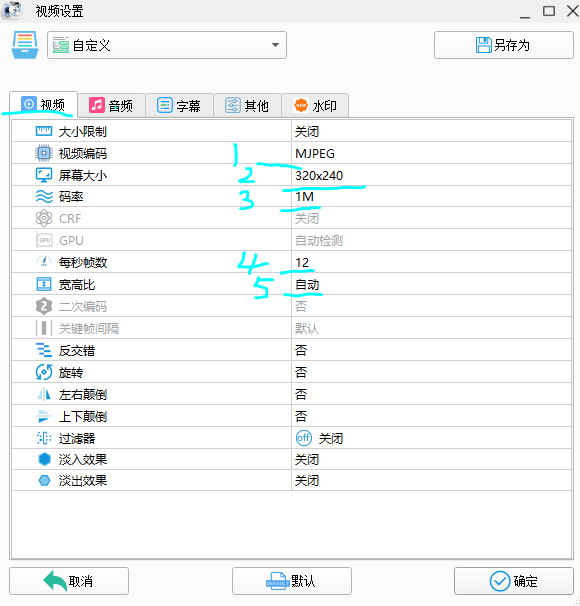 视频设置
自定义
另存为
视频 音频 字幕 其他 NEW 水印
大小限制 关闭
视频编码 1 MJPEG
屏幕大小 2 320x240
码率 3 1M
CRF 关闭
GPU GPU 自动检测
每秒帧数 4 12
宽高比 5 自动
2 二次编码 否
关键帧间隔 默认
反交错 否
旋转 否
左右颠倒 否
上下颠倒 否
过滤器 off 关闭
淡入效果 关闭
淡出效果 关闭
取消 DEFAULT 默认 确定